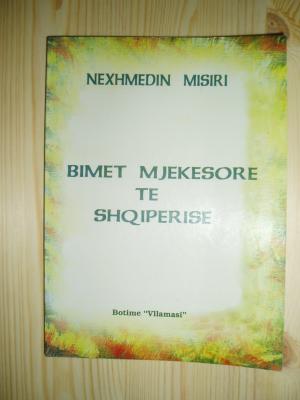 NEXHMEDIN MISIRI
BIMET MJEKESORE
TE
SHQIPERISE
Botime "Vllamasi"